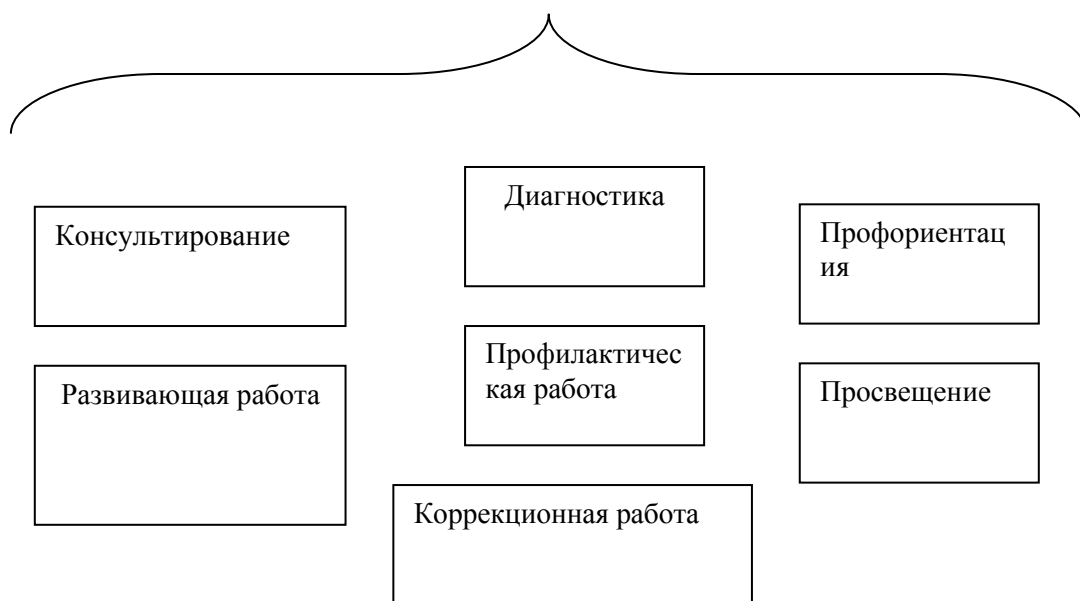 Диагностика
Консультирование
Профориентац
ия
Профилактичес
кая работа
Развивающая работа
Просвещение
Коррекционная работа